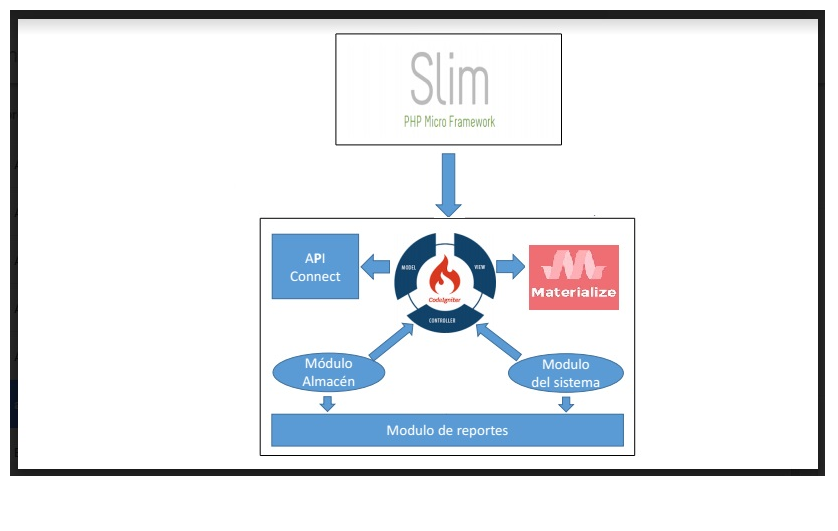 Slim
PHP Micro Framework
API
Connect
MODEL
VIEW
CodeIgniter
CONTROLLER
Materialize
Módulo
Almacén
Modulo
del sistema
Modulo de reportes